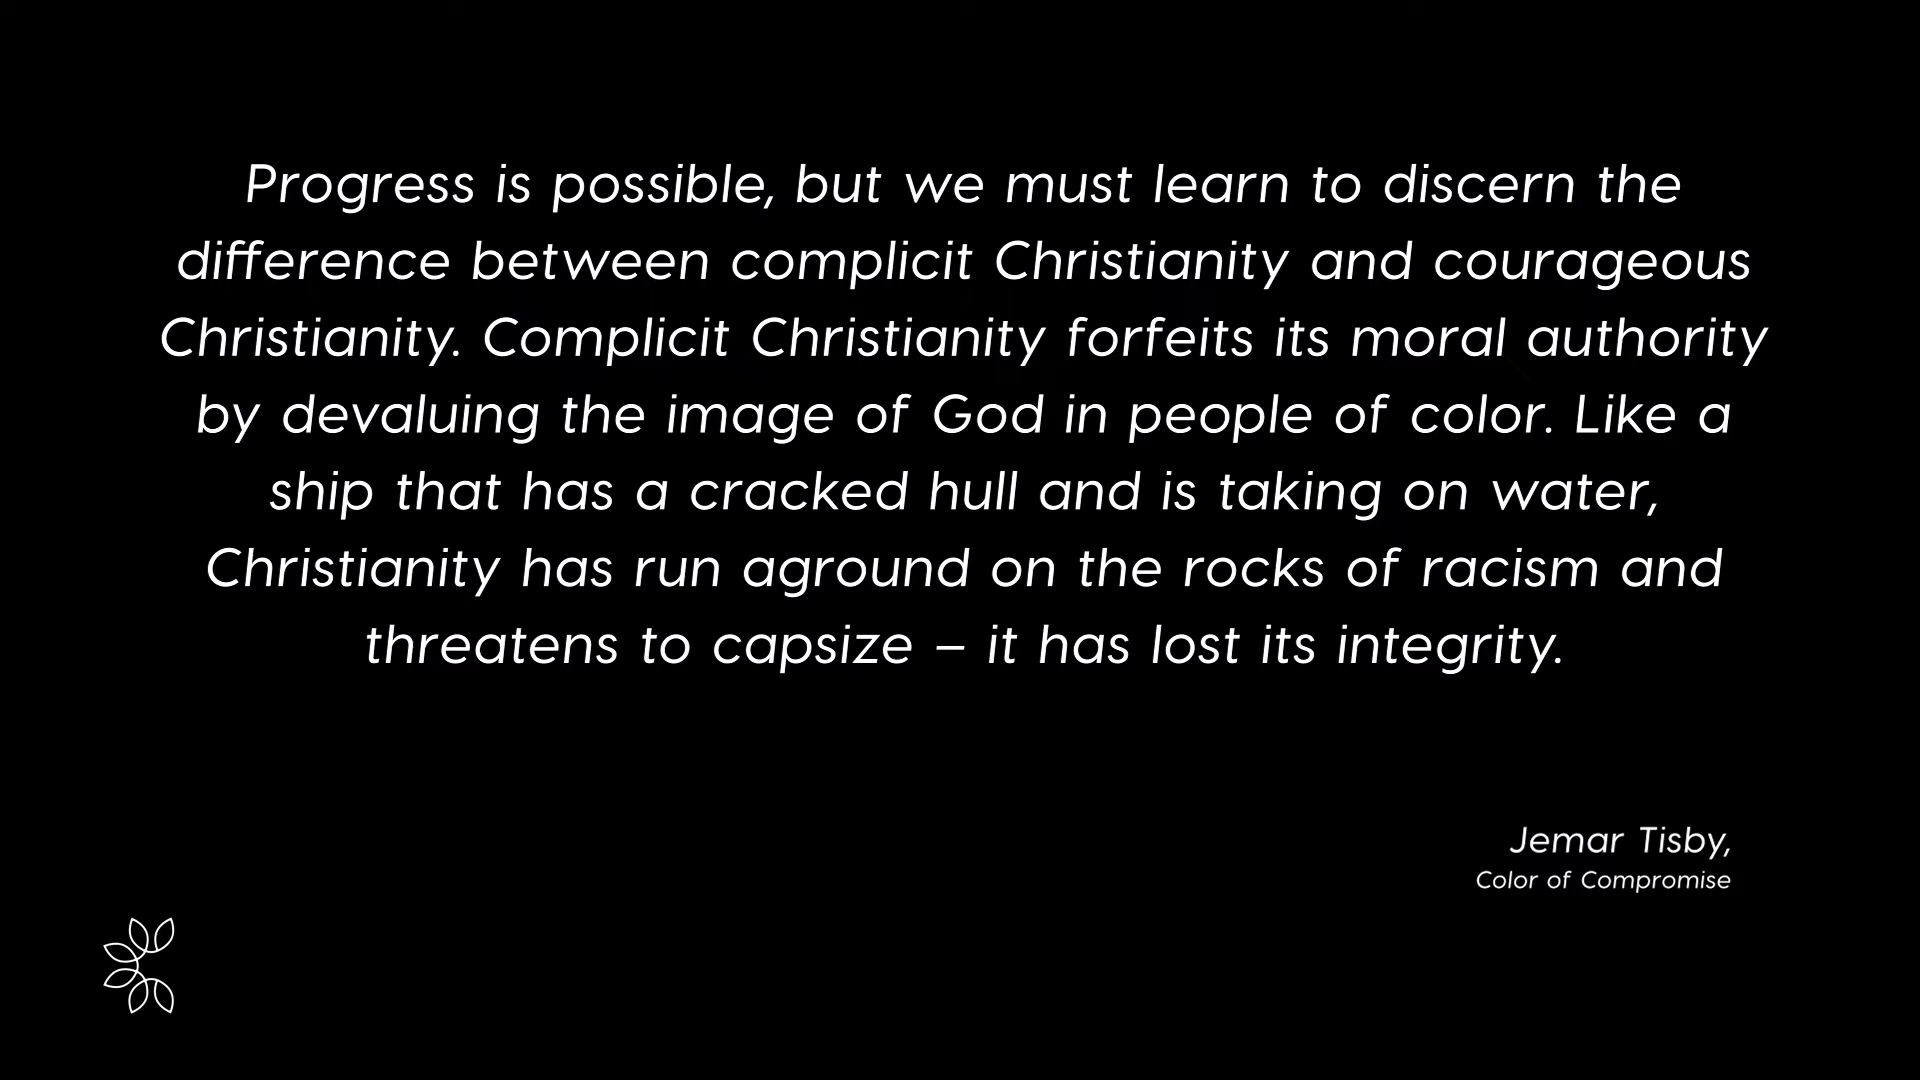 Progress is possible, but we must learn to discern the
difference between complicit Christianity and courageous
Christianity. Complicit Christianity forfeits its moral authority
by devaluing the image of God in people of color. Like a
ship that has a cracked hull and is taking on water,
Christianity has run aground on the rocks of racism and
threatens to capsize – it has lost its integrity.
Jemar Tisby,
Color of Compromise